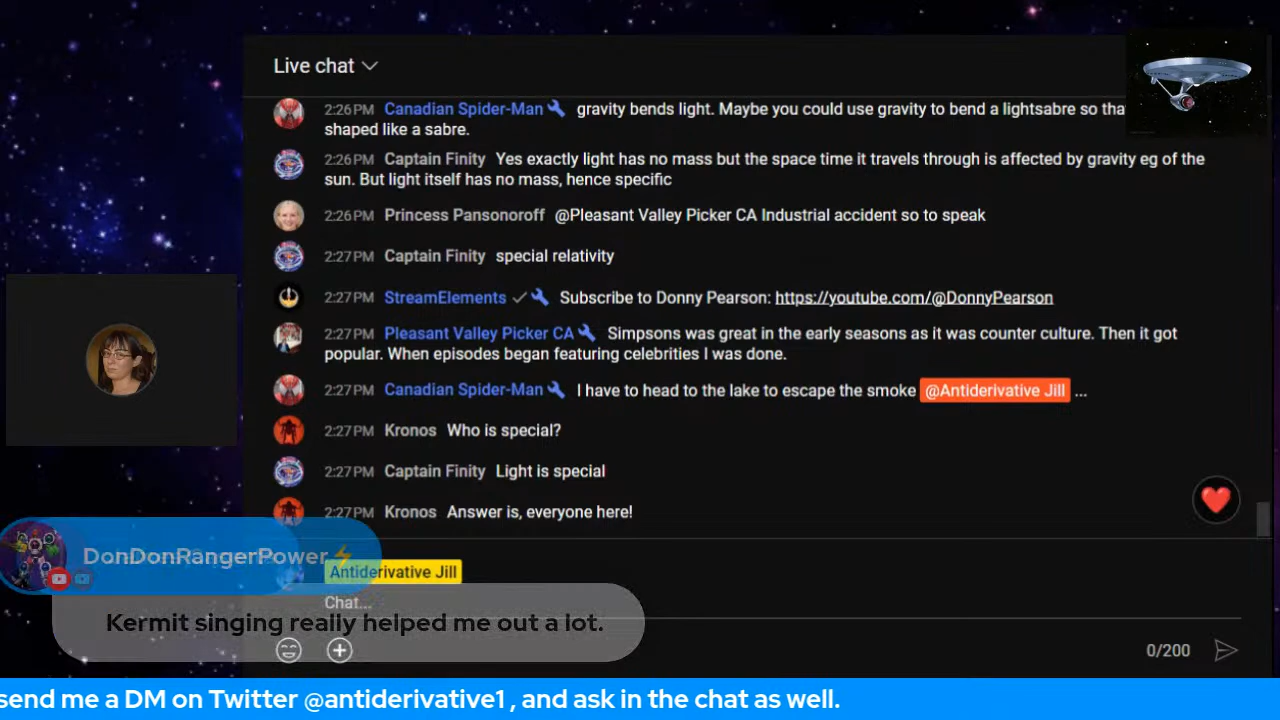 Live chat
2:26PM Canadian Spider-Man gravity bends light. Maybe you could use gravity to bend a lightsabre so tha
shaped like a sabre.
2:26PM Captain Finity Yes exactly light has no mass but the space time it travels through is affected by gravity eg of the
sun. But light itself has no mass, hence specific
2:26PM Princess Pansonoroff @Pleasant Valley Picker CA Industrial accident so to speak
2:27PM Captain Finity special relativity
2:27PM StreamElements Subscribe to Donny Pearson: https://youtube.com/@DonnyPearson
2:27PM Pleasant Valley Picker CA Simpsons was great in the early seasons as it was counter culture. Then it got
popular. When episodes began featuring celebrities I was done.
2:27PM Canadian Spider-Man I have to head to the lake to escape the smoke @Antiderivative Jill ...
2:27PM Kronos Who is special?
2:27PM Captain Finity Light is special
2:27PM Kronos Answer is, everyone here!
DonDonRangerPower⚡
Antiderivative Jill
Chat...
Kermit singing really helped me out a lot.
0/200
send me a DM on Twitter @antiderivative1 , and ask in the chat as well.